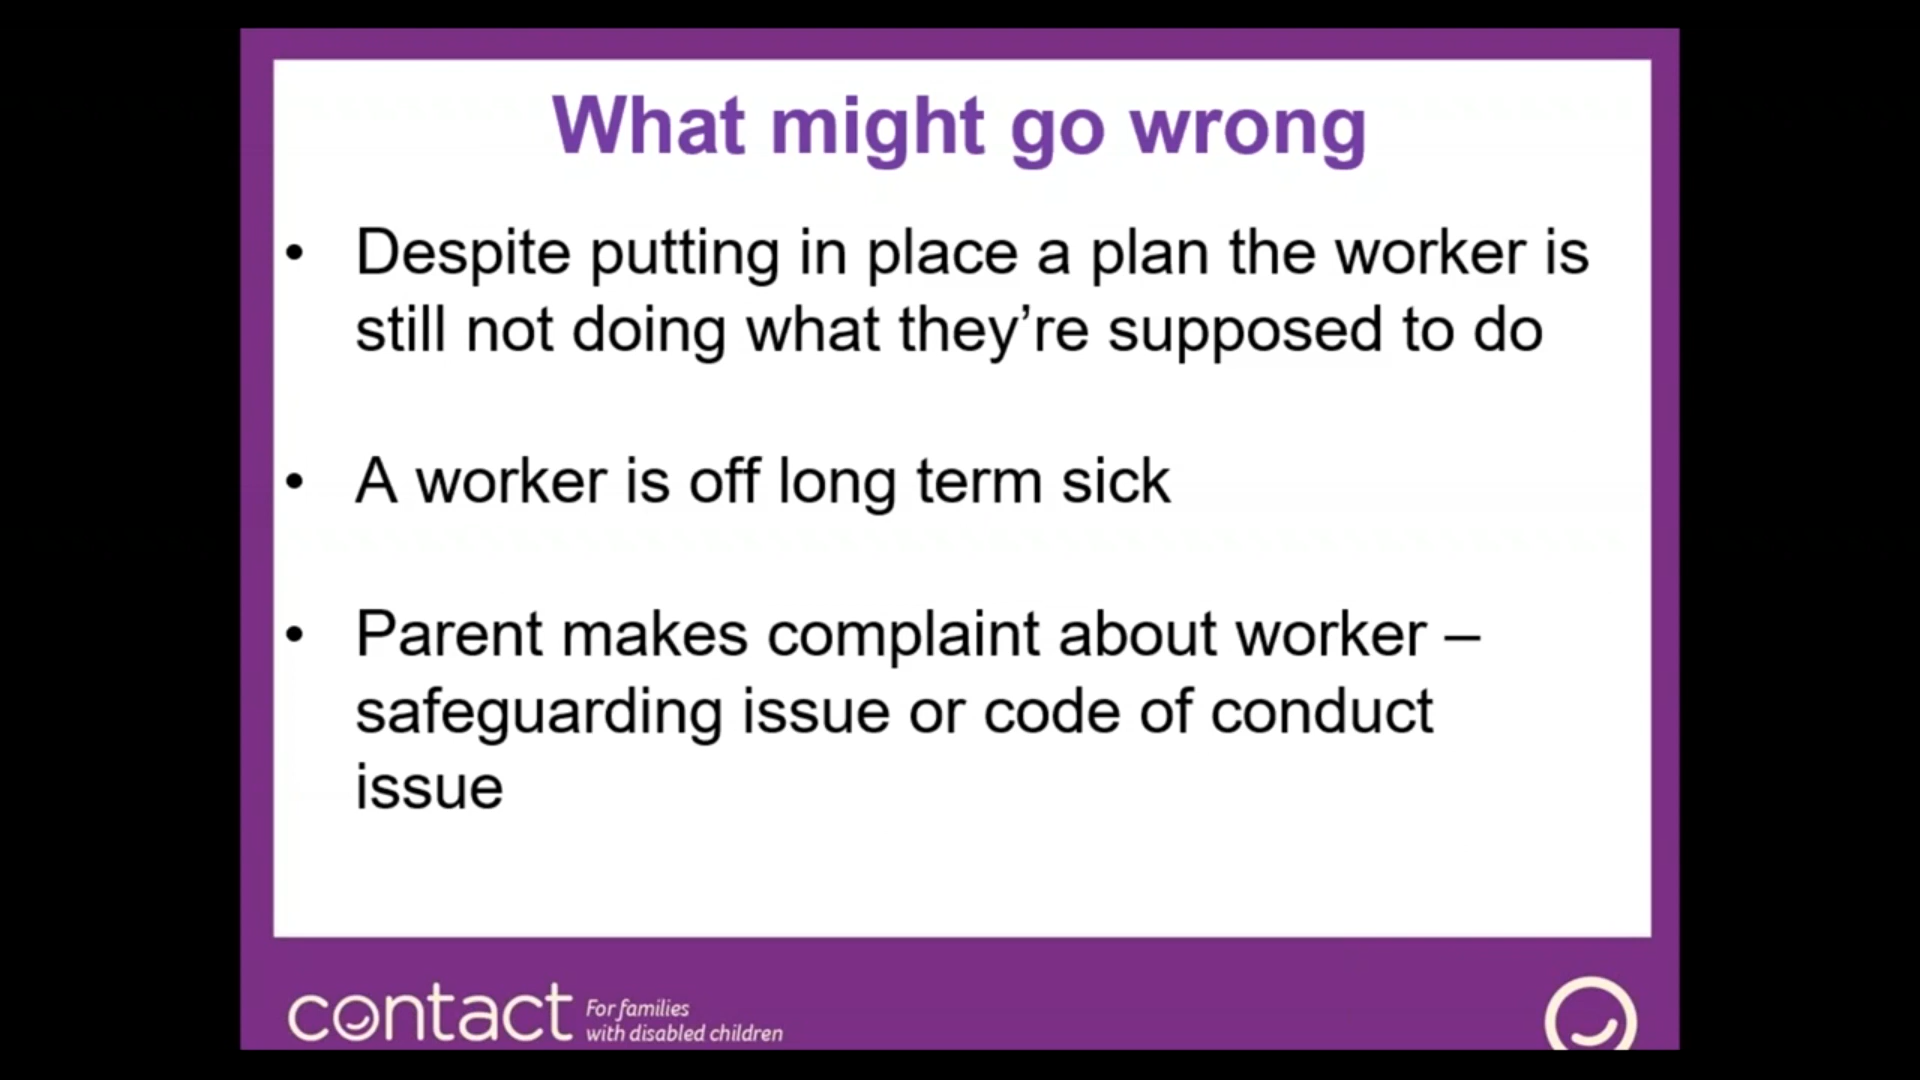 What might go wrong
• Despite putting in place a plan the worker is
still not doing what they’re supposed to do
• A worker is off long term sick
• Parent makes complaint about worker –
safeguarding issue or code of conduct
issue
contact For families
with disabled children